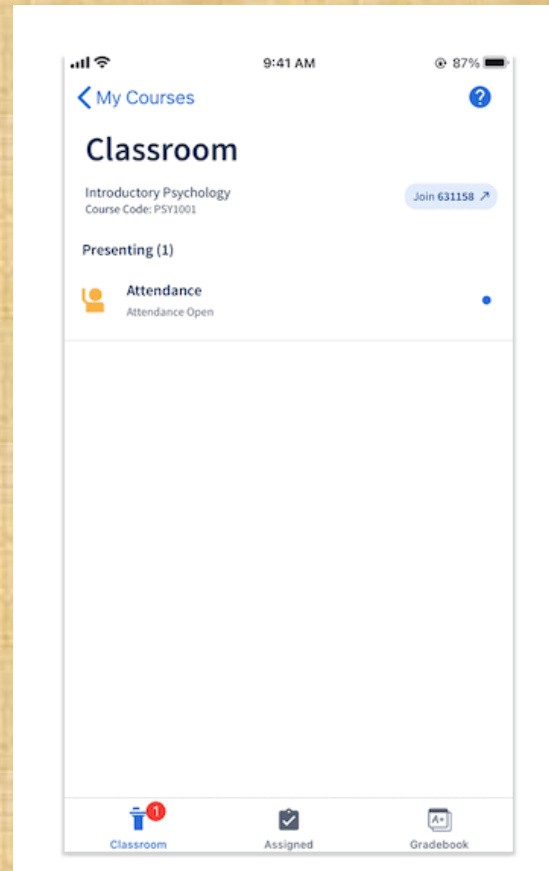 9:41 AM
87%
My Courses
?
Classroom
Introductory Psychology
Join 631158
Course Code: PSY1001
Presenting (1)
Attendance
Attendance Open
1
A+
Classroom
Assigned
Gradebook